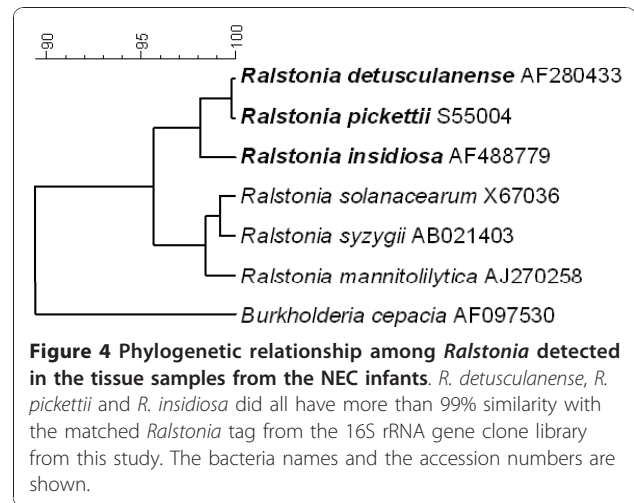 90
95
100
Ralstonia detusculanense AF280433
Ralstonia pickettii S55004
Ralstonia insidiosa AF488779
Ralstonia solanacearum X67036
Ralstonia syzygii AB021403
Ralstonia mannitolilytica AJ270258
Burkholderia cepacia AF097530
Figure 4 Phylogenetic relationship among Ralstonia detected
in the tissue samples from the NEC infants. R. detusculanense, R.
pickettii and R. insidiosa did all have more than 99% similarity with
the matched Ralstonia tag from the 16S rRNA gene clone library
from this study. The bacteria names and the accession numbers are
shown.